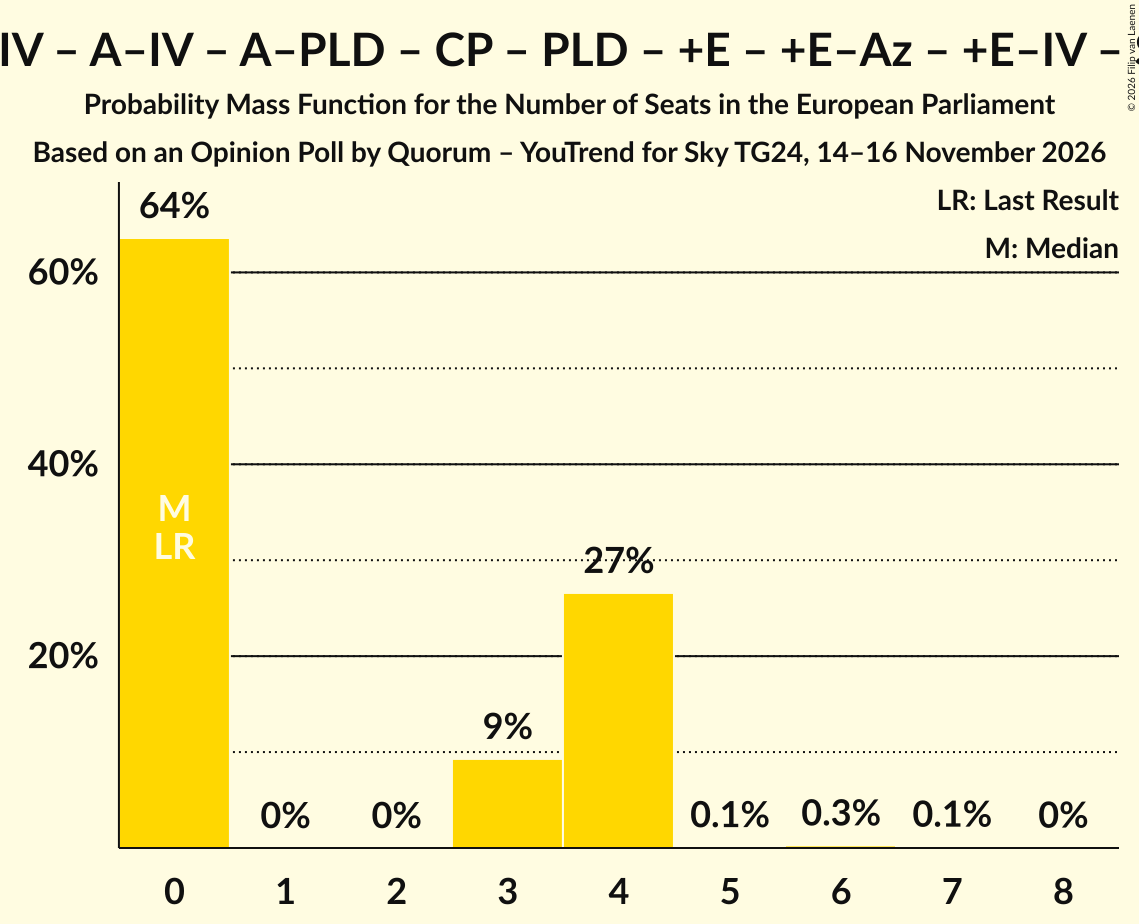 IV – A–IV – A–PLD – CP – PLD – +E – +E–Az – +E–IV –
© 2026 Filip van Laenen
Probability Mass Function for the Number of Seats in the European Parliament
Based on an Opinion Poll by Quorum – YouTrend for Sky TG24, 14–16 November 2026
LR: Last Result
M: Median
64%
60%
40%
M
LR
27%
20%
9%
0%
0%
0.1%
0.3%
0.1%
0%
0 1 2 3 4 5 6 7 8